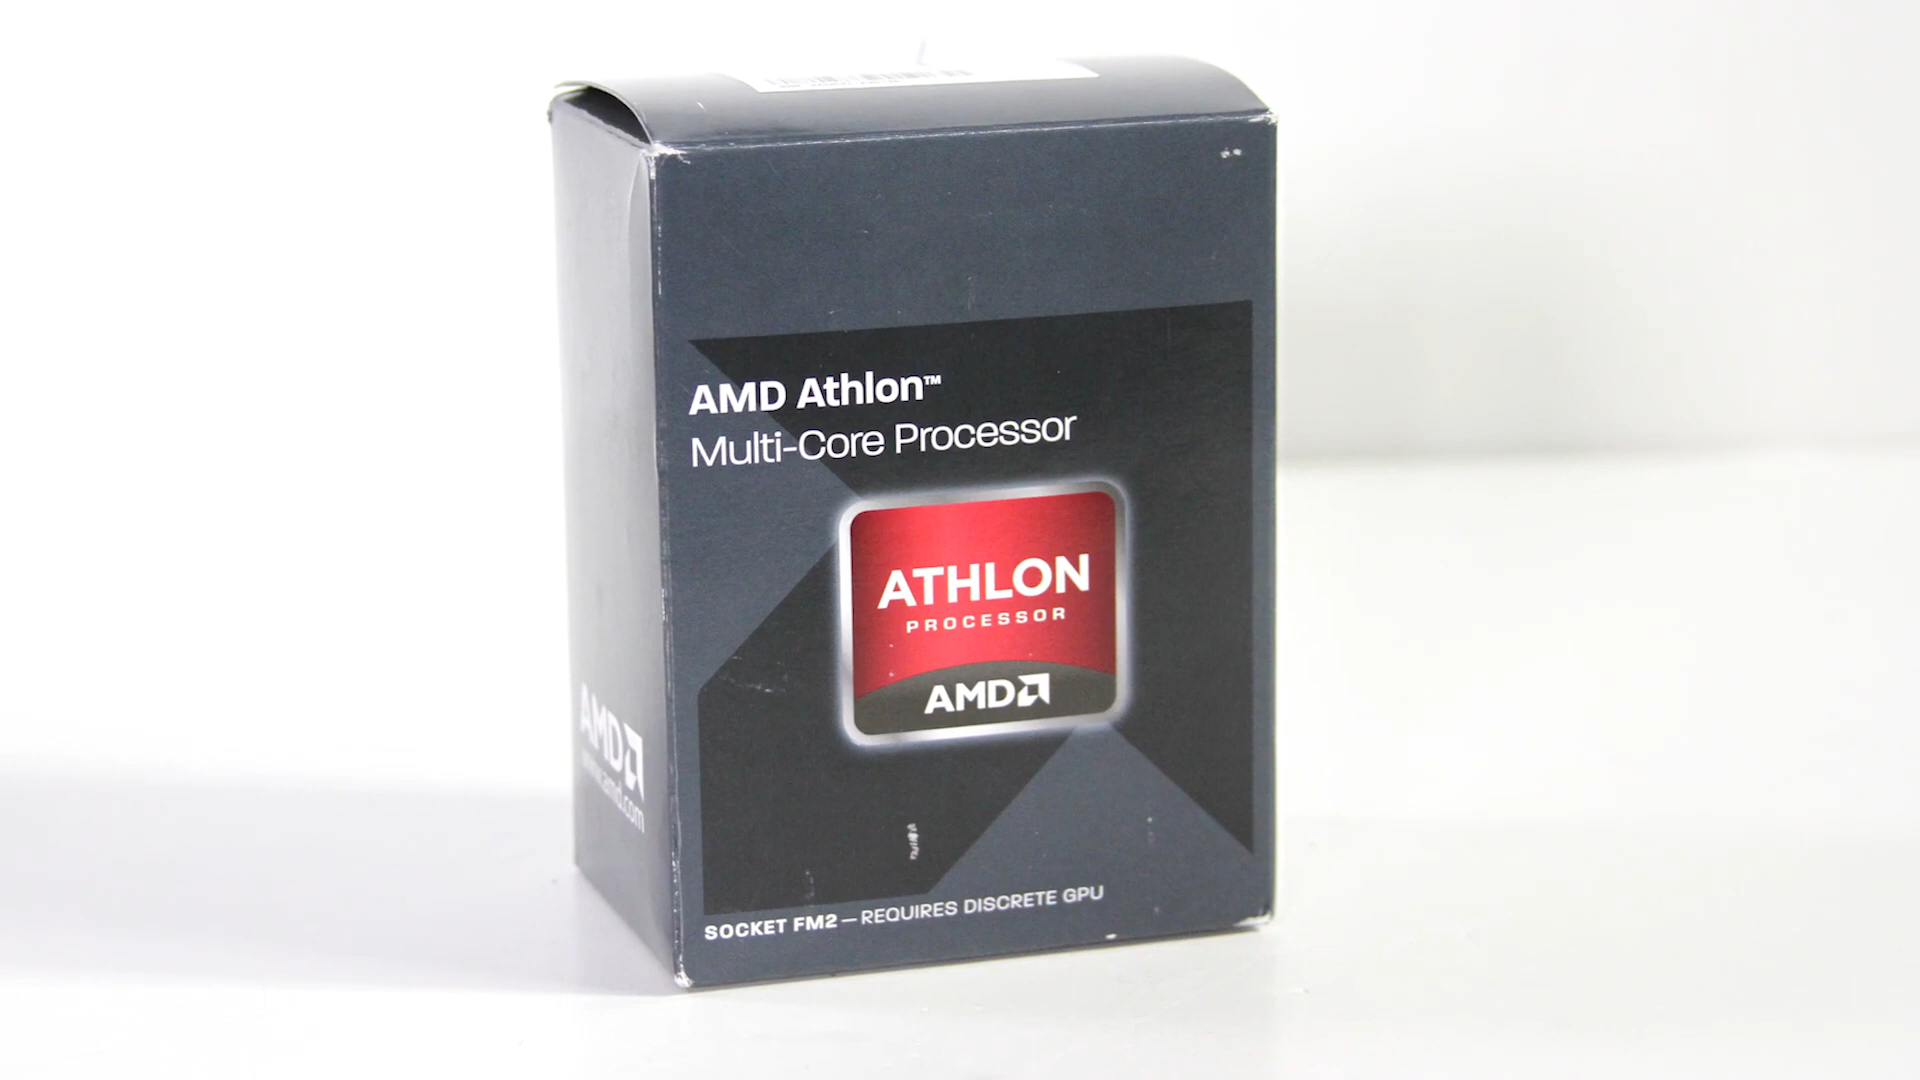 AMD Athlon™
Multi-Core Processor
ATHLON
PROCESSOR
AMD
SOCKET FM2 — REQUIRES DISCRETE GPU
AMD
www.amd.com